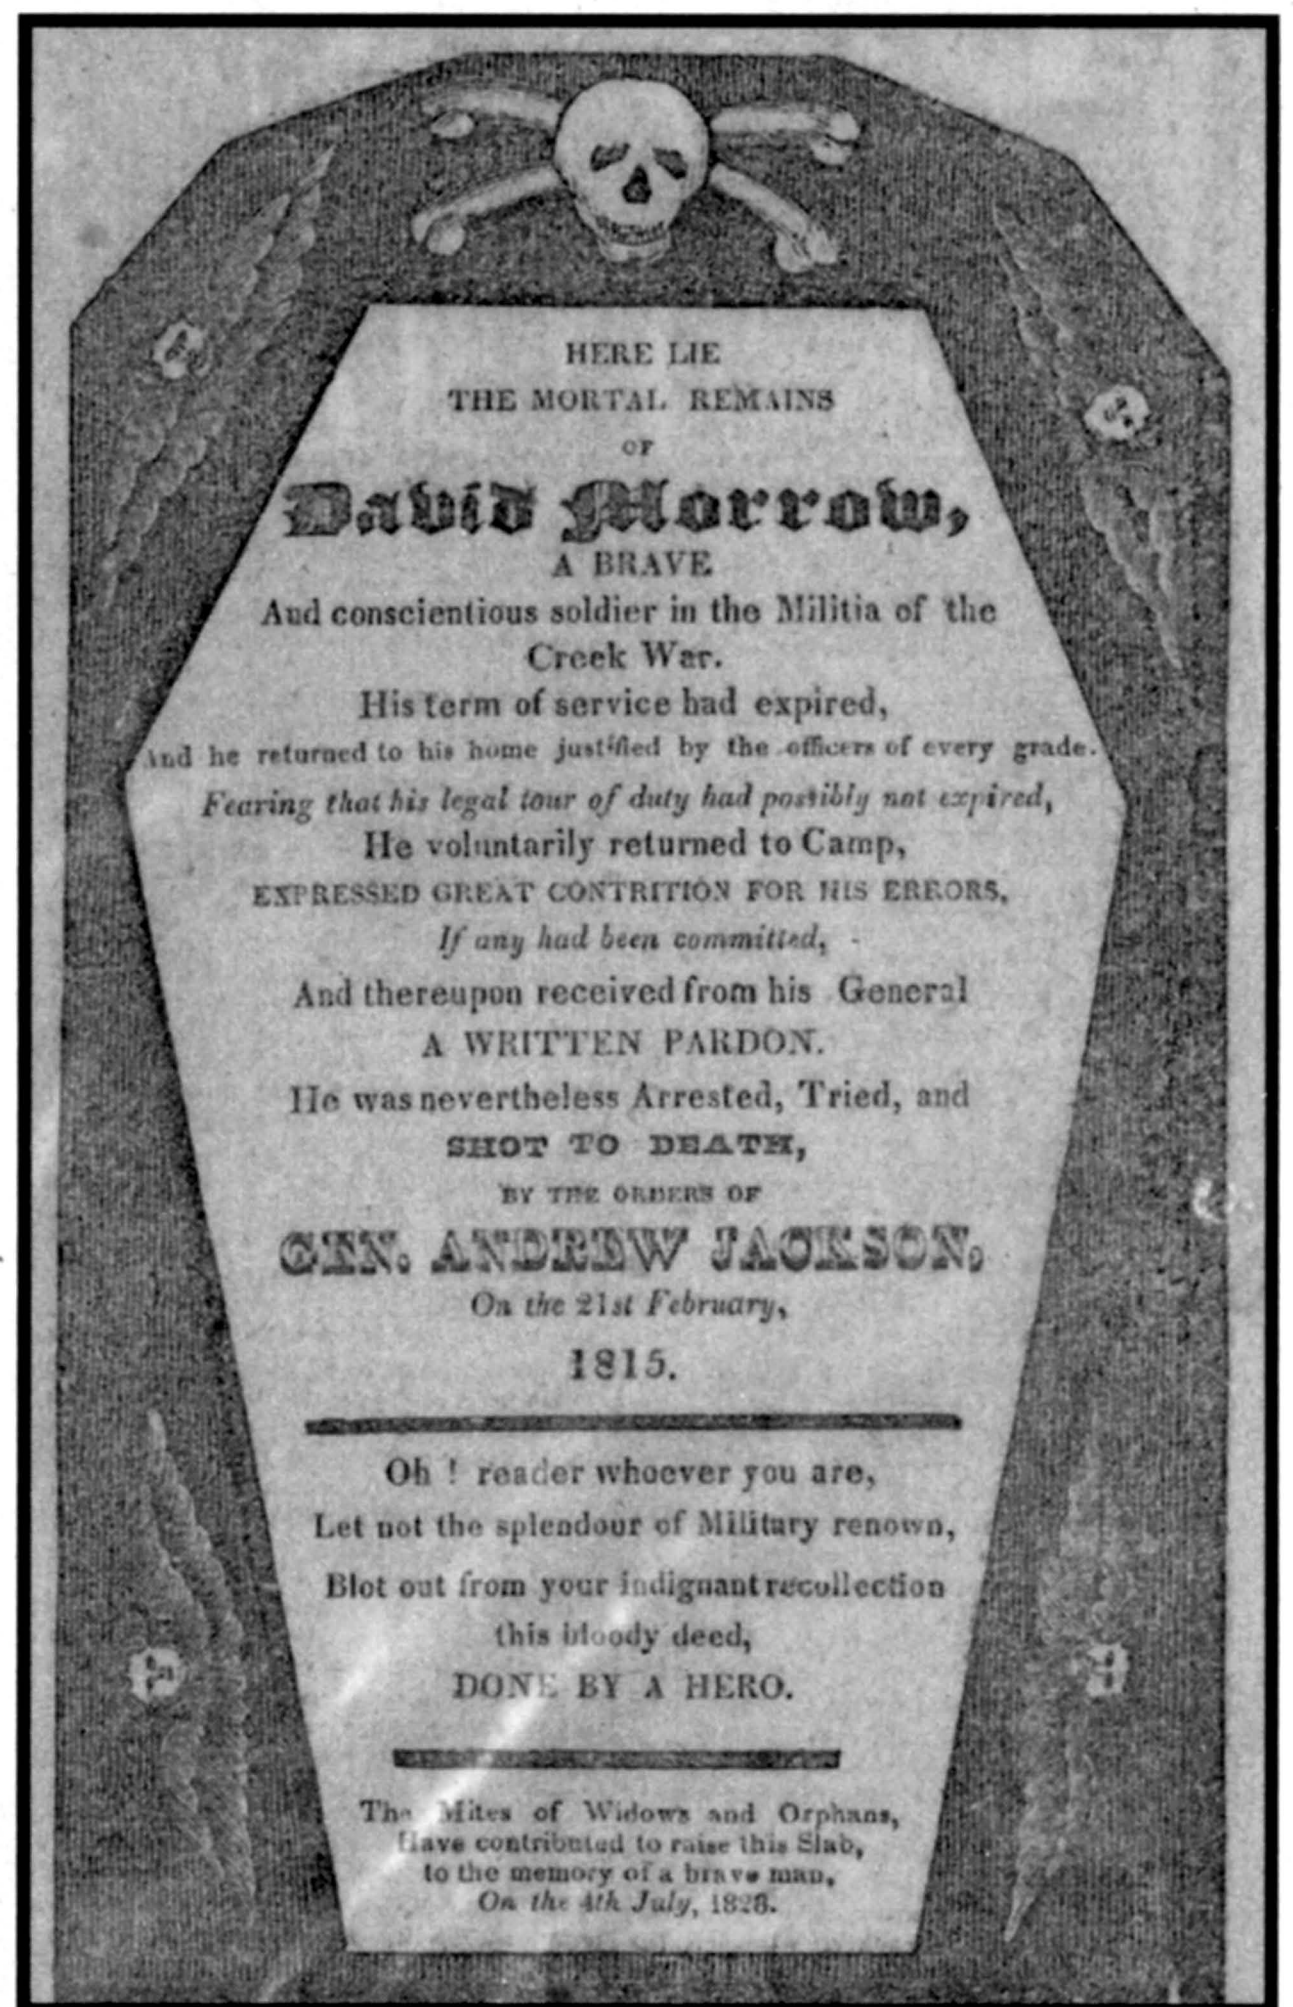 HERE LIE
THE MORTAL REMAINS
OF
David Morrow,
A BRAVE
And conscientious soldier in the Militia of the
Creek War.
His term of service had expired,
And he returned to his home justified by the officers of every grade.
Fearing that his legal tour of duty had possibly not expired,
He voluntarily returned to Camp,
EXPRESSED GREAT CONTRITION FOR HIS ERRORS,
If any had been committed,
And thereupon received from his General
A WRITTEN PARDON.
He was nevertheless Arrested, Tried, and
SHOT TO DEATH,
BY THE ORDERS OF
GEN. ANDREW JACKSON,
On the 21st February,
1815.
Oh ! reader whoever you are,
Let not the splendour of Military renown,
Blot out from your indignant recollection
this bloody deed,
DONE BY A HERO.
The Mites of Widows and Orphans,
Have contributed to raise this Slab,
to the memory of a brave man,
On the 4th July, 1828.